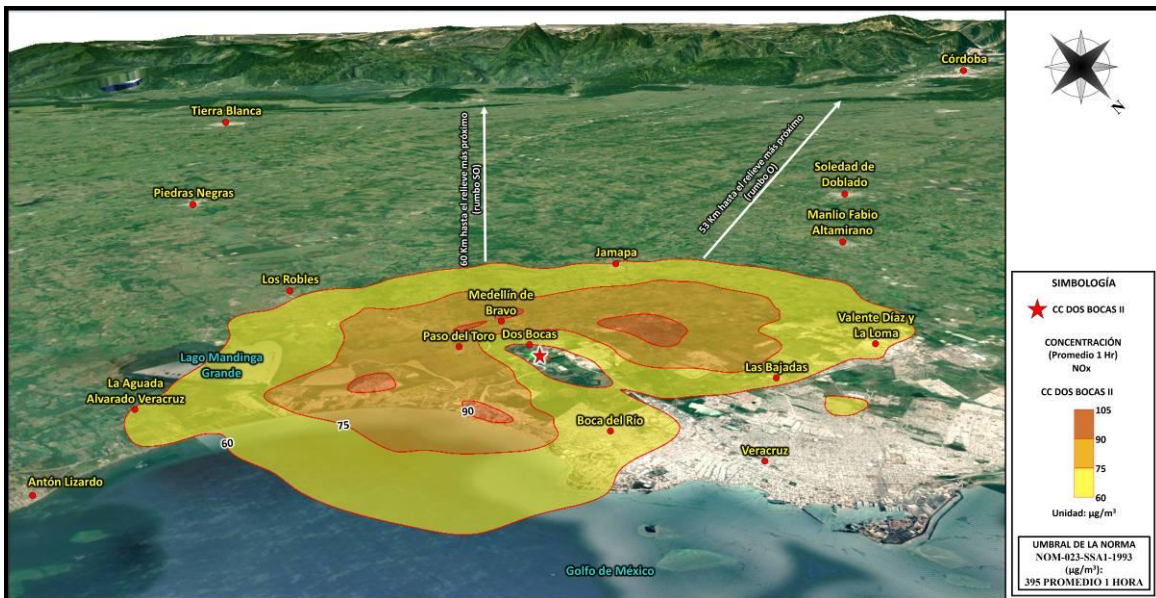 Córdoba
Tierra Blanca
60 Km hasta el relieve más próximo
(rumbo SO)
53 Km hasta el relieve más próximo
(rumbo O)
Soledad de
Doblado
Piedras Negras
Manlio Fabio
Altamirano
Jamapa
Los Robles
Medellín de
Bravo
Valente Díaz y
La Loma
Paso del Toro
Dos Bocas
Lago Mandinga
Grande
Las Bajadas
La Aguada
Alvarado Veracruz
90
75
Boca del Río
60
Veracruz
Antón Lizardo
Golfo de México
N
SIMBOLOGÍA
CC DOS BOCAS II
CONCENTRACIÓN
(Promedio 1 Hr)
NOx
CC DOS BOCAS II
105
90
75
60
Unidad: µg/m³
UMBRAL DE LA NORMA
NOM-023-SSA1-1993
(µg/m³):
395 PROMEDIO 1 HORA